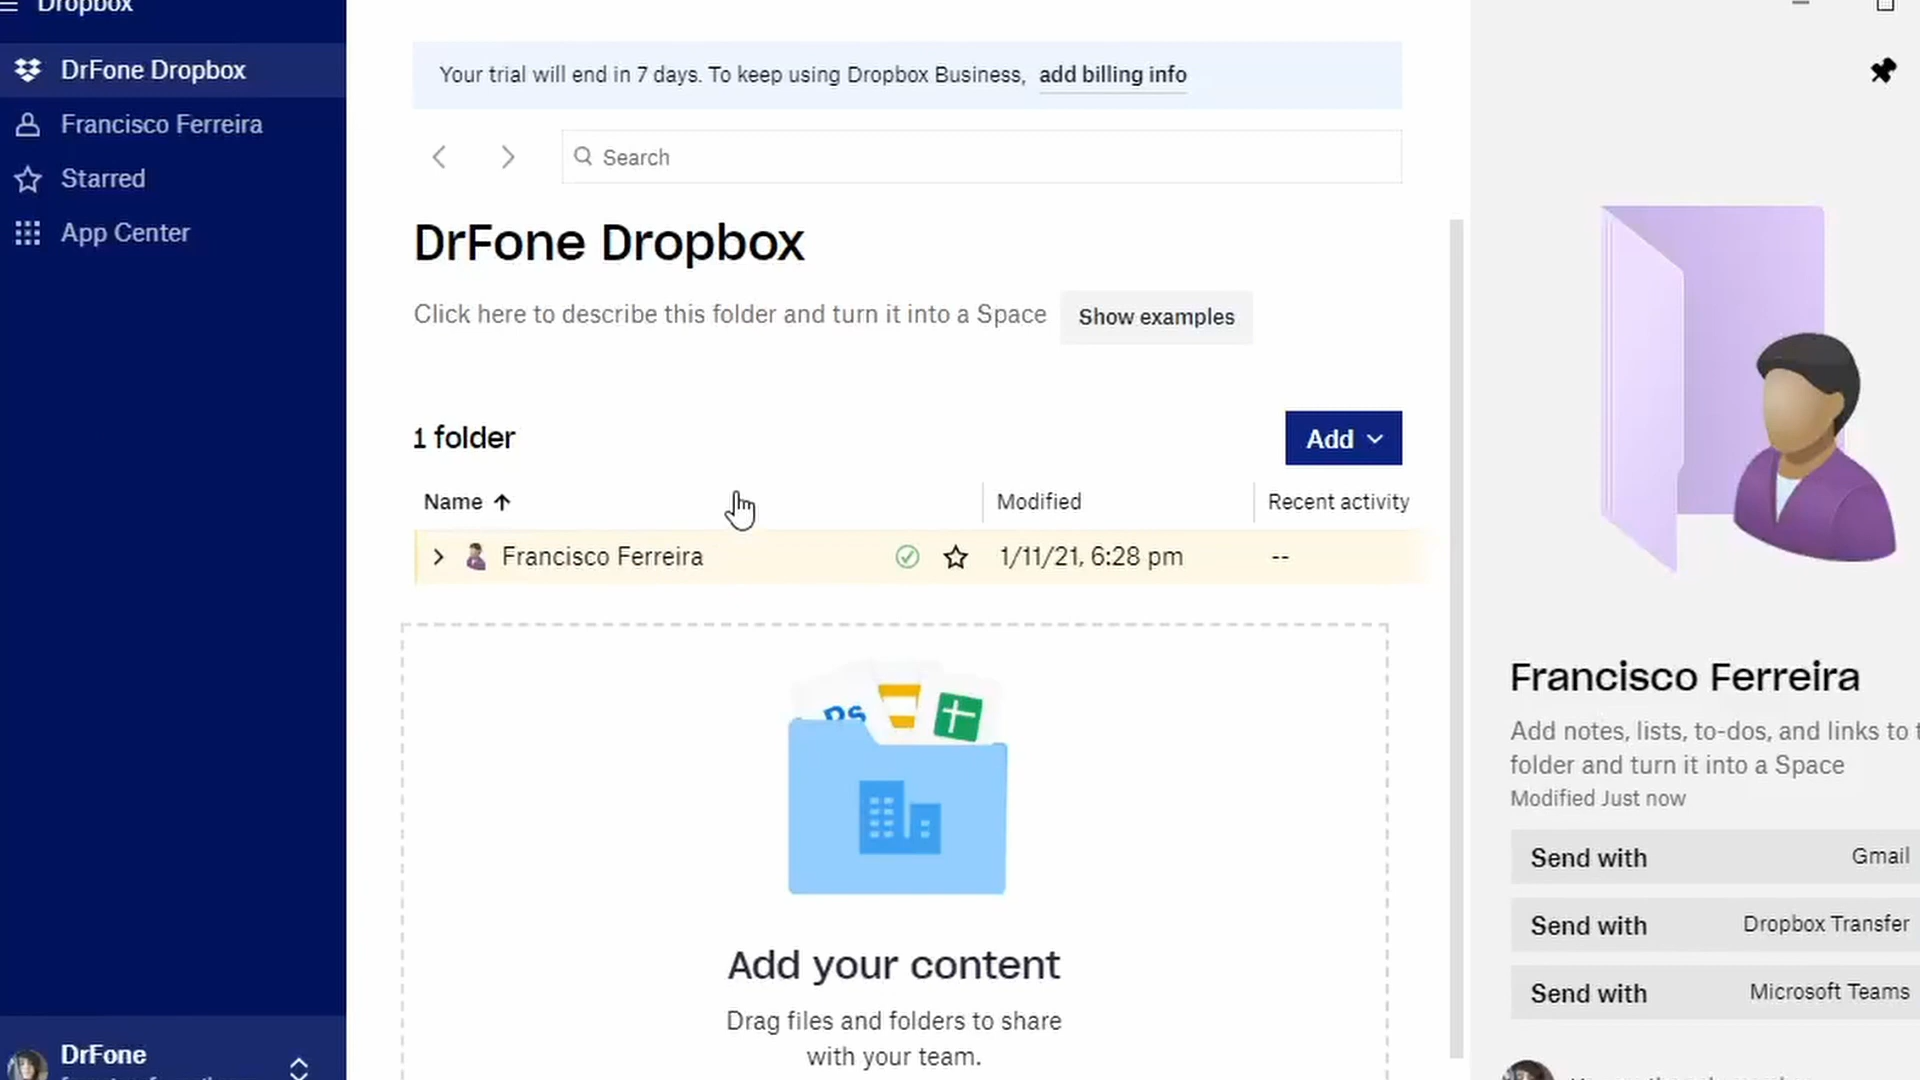 Dropbox
DrFone Dropbox
Francisco Ferreira
Starred
App Center
DrFone
Your trial will end in 7 days. To keep using Dropbox Business, add billing info
Search
DrFone Dropbox
Click here to describe this folder and turn it into a Space Show examples
1 folder
Add
Name Modified Recent activity
Francisco Ferreira 1/11/21, 6:28 pm --
Add your content
Drag files and folders to share
with your team.
Francisco Ferreira
Add notes, lists, to-dos, and links to
folder and turn it into a Space
Modified Just now
Send with Gmail
Send with Dropbox Transfer
Send with Microsoft Teams